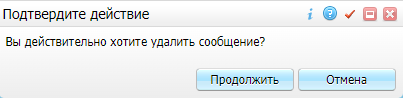 Подтвердите действие
Вы действительно хотите удалить сообщение?
Продолжить Отмена